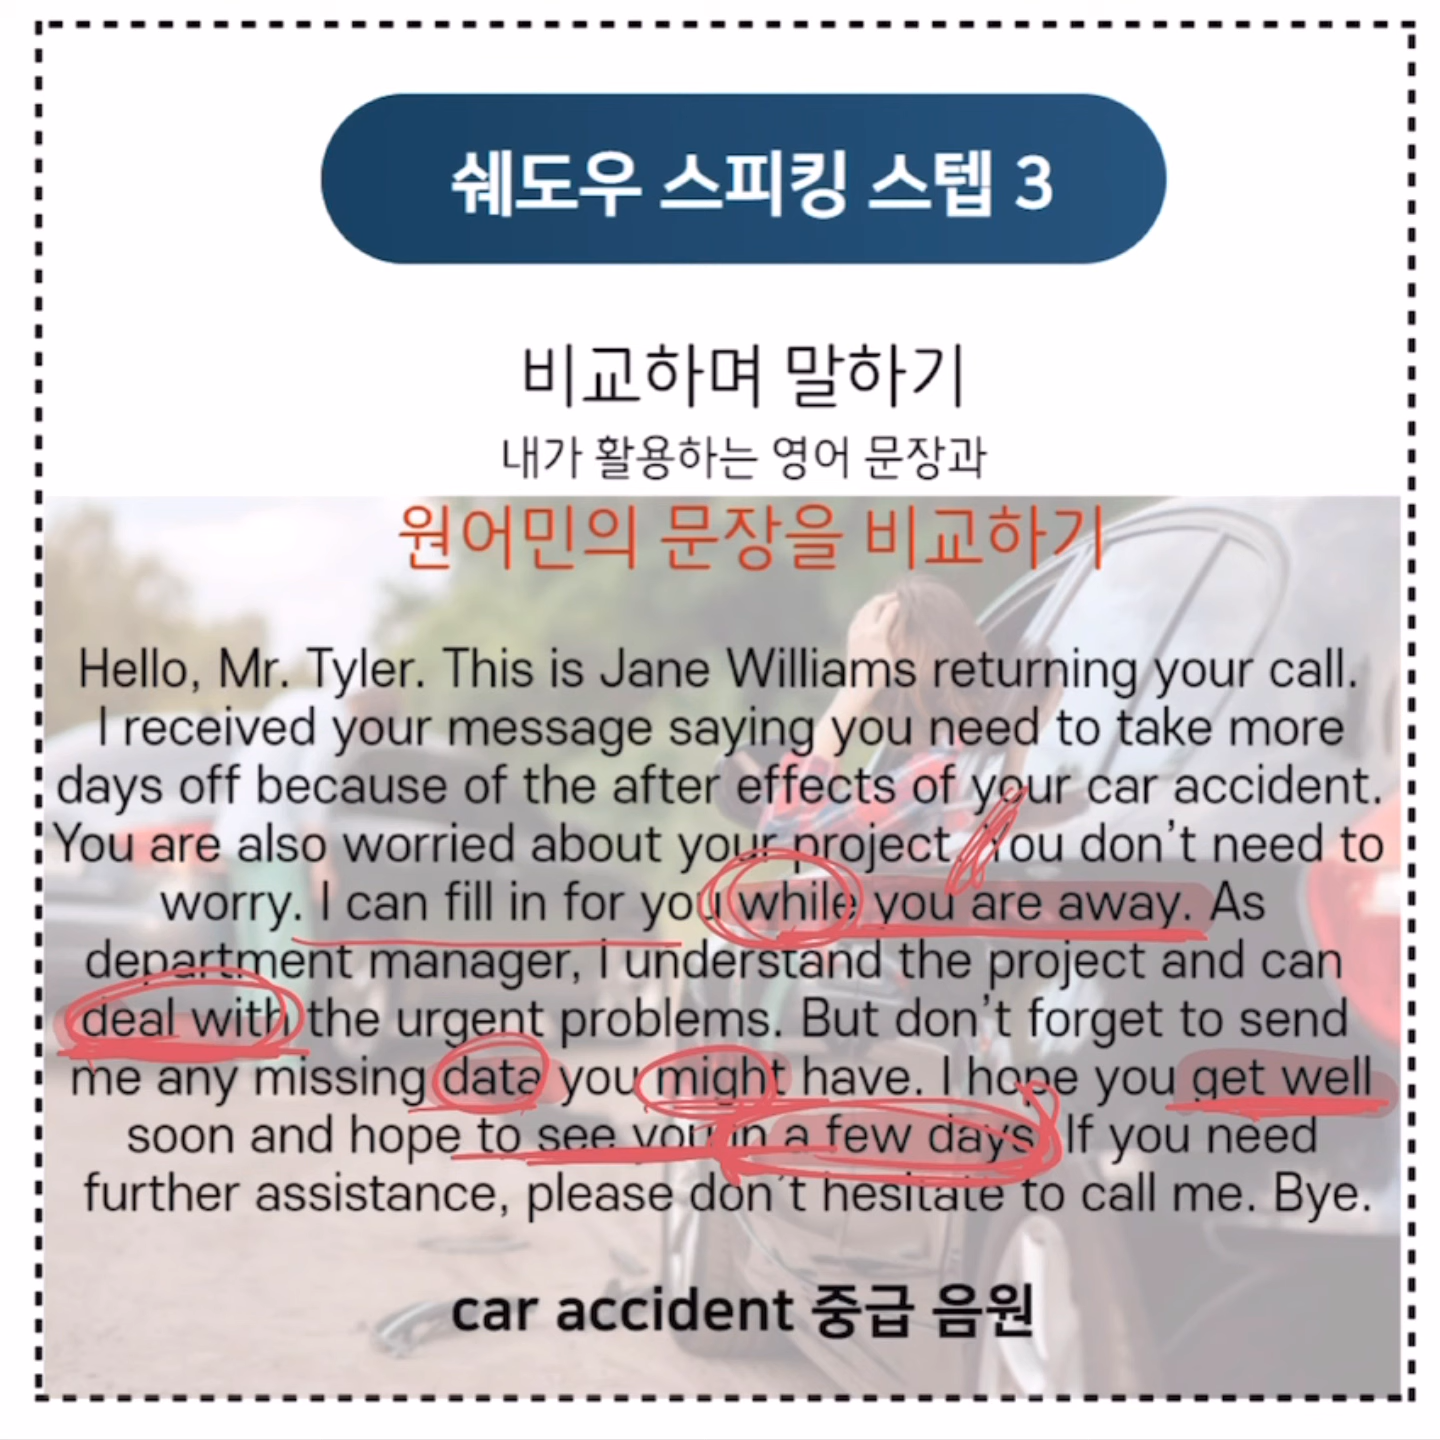 쉐도우 스피킹 스텝 3
비교하며 말하기
내가 활용하는 영어 문장과
원어민의 문장을 비교하기
Hello, Mr. Tyler. This is Jane Williams returning your call.
I received your message saying you need to take more
days off because of the after effects of your car accident.
You are also worried about your project. You don't need to
worry. I can fill in for you while you are away. As
department manager, I understand the project and can
deal with the urgent problems. But don't forget to send
me any missing data you might have. I hope you get well
soon and hope to see you in a few days. If you need
further assistance, please don't hesitate to call me. Bye.
car accident 중급 음원